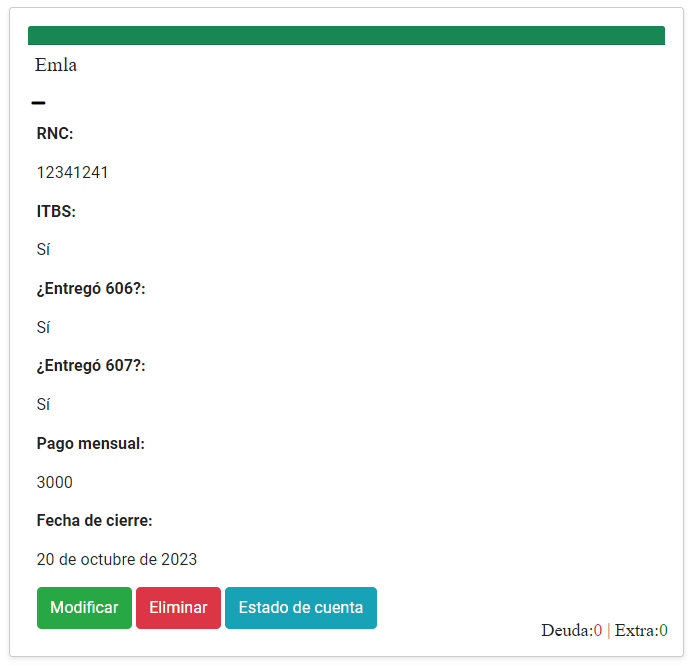 Emla
RNC:
12341241
ITBS:
Sí
¿Entregó 606?:
Sí
¿Entregó 607?:
Sí
Pago mensual:
3000
Fecha de cierre:
20 de octubre de 2023
Modificar Eliminar Estado de cuenta
Deuda:0 | Extra:0